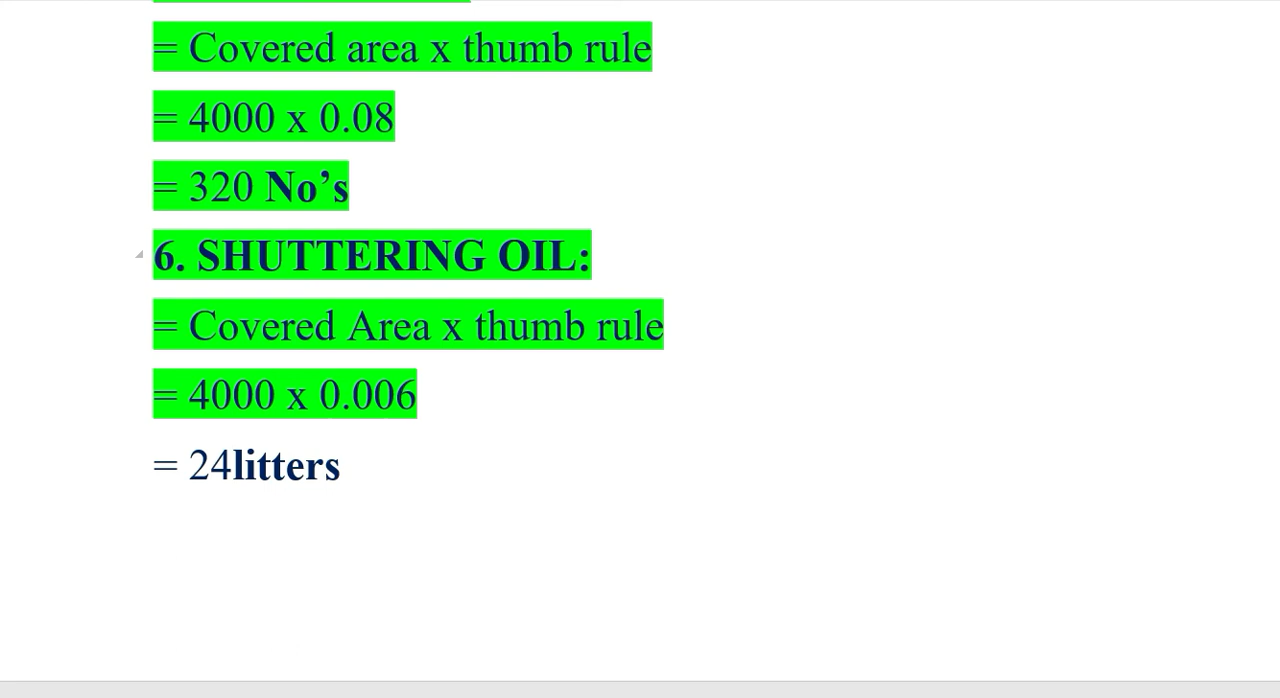 = Covered area x thumb rule
= 4000 x 0.08
= 320 No’s
6. SHUTTERING OIL:
= Covered Area x thumb rule
= 4000 x 0.006
= 24litters